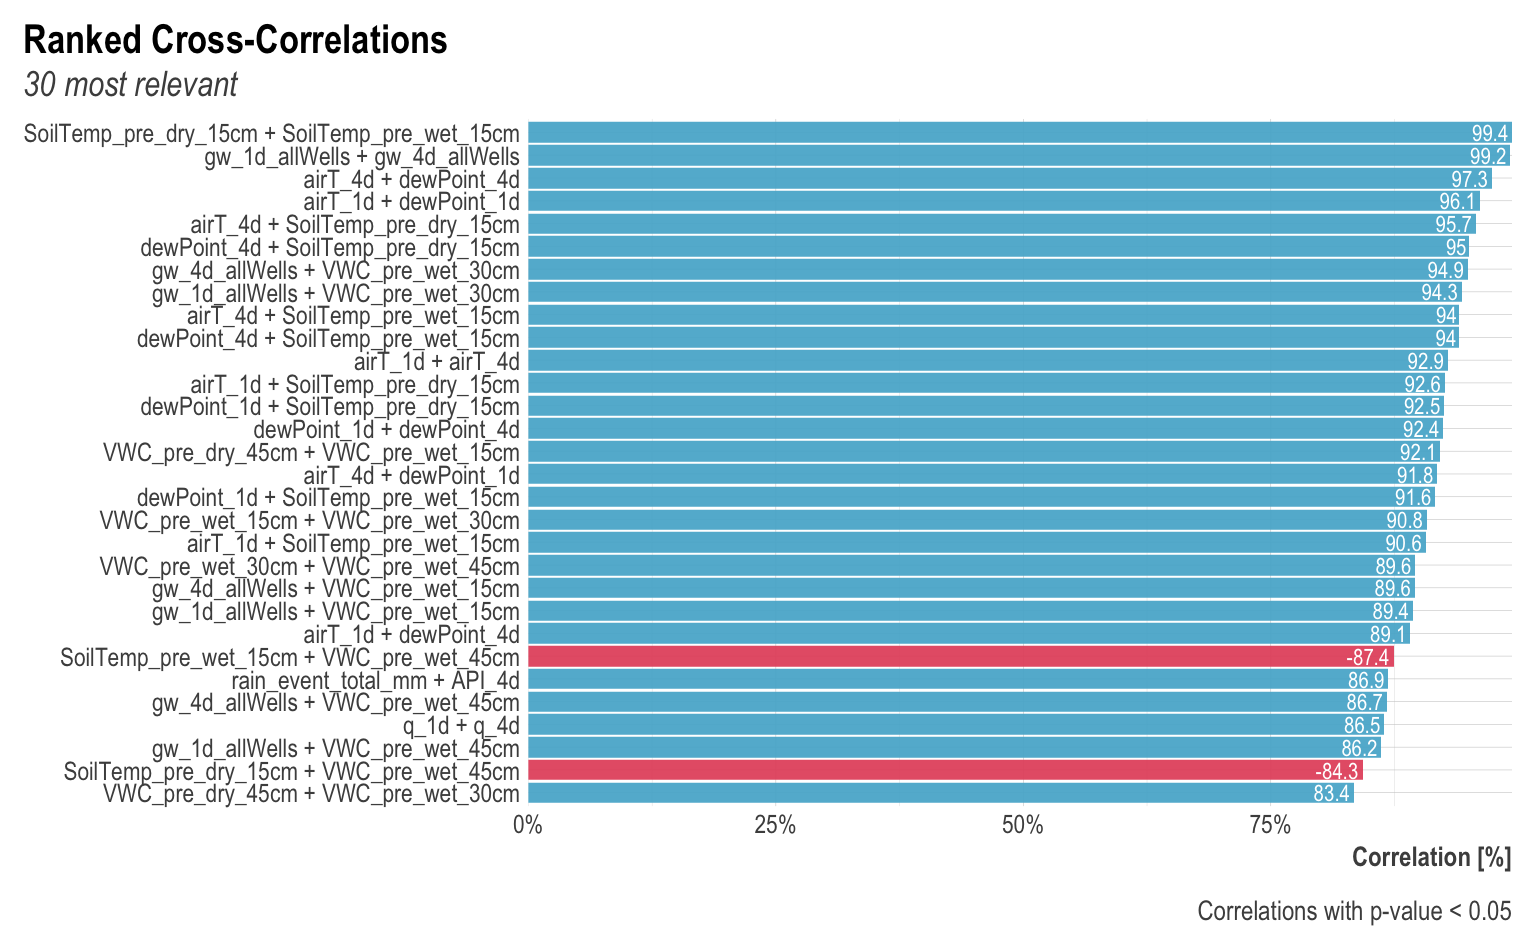 Ranked Cross-Correlations
30 most relevant
SoilTemp_pre_dry_15cm + SoilTemp_pre_wet_15cm 99.4
gw_1d_allWells + gw_4d_allWells 99.2
airT_4d + dewPoint_4d 97.3
airT_1d + dewPoint_1d 96.1
airT_4d + SoilTemp_pre_dry_15cm 95.7
dewPoint_4d + SoilTemp_pre_dry_15cm 95
gw_4d_allWells + VWC_pre_wet_30cm 94.9
gw_1d_allWells + VWC_pre_wet_30cm 94.3
airT_4d + SoilTemp_pre_wet_15cm 94
dewPoint_4d + SoilTemp_pre_wet_15cm 94
airT_1d + airT_4d 92.9
airT_1d + SoilTemp_pre_dry_15cm 92.6
dewPoint_1d + SoilTemp_pre_dry_15cm 92.5
dewPoint_1d + dewPoint_4d 92.4
VWC_pre_dry_45cm + VWC_pre_wet_15cm 92.1
airT_4d + dewPoint_1d 91.8
dewPoint_1d + SoilTemp_pre_wet_15cm 91.6
VWC_pre_wet_15cm + VWC_pre_wet_30cm 90.8
airT_1d + SoilTemp_pre_wet_15cm 90.6
VWC_pre_wet_30cm + VWC_pre_wet_45cm 89.6
gw_4d_allWells + VWC_pre_wet_15cm 89.6
gw_1d_allWells + VWC_pre_wet_15cm 89.4
airT_1d + dewPoint_4d 89.1
SoilTemp_pre_wet_15cm + VWC_pre_wet_45cm -87.4
rain_event_total_mm + API_4d 86.9
gw_4d_allWells + VWC_pre_wet_45cm 86.7
q_1d + q_4d 86.5
gw_1d_allWells + VWC_pre_wet_45cm 86.2
SoilTemp_pre_dry_15cm + VWC_pre_wet_45cm -84.3
VWC_pre_dry_45cm + VWC_pre_wet_30cm 83.4
0% 25% 50% 75%
Correlation [%]
Correlations with p-value < 0.05